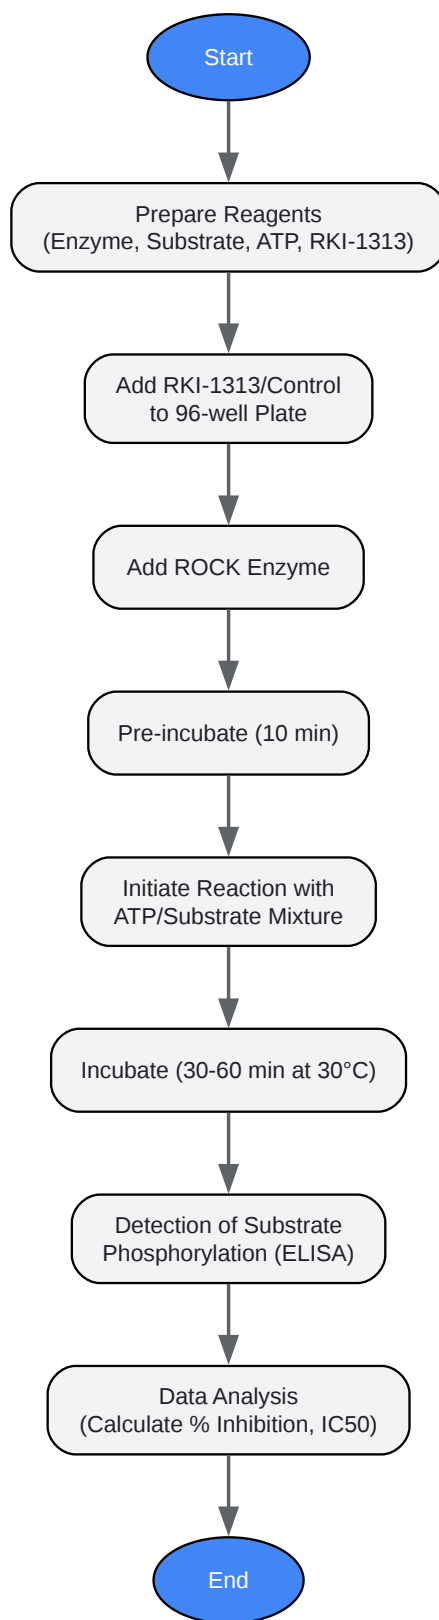 Start
Prepare Reagents
(Enzyme, Substrate, ATP, RKI-1313)
Add RKI-1313/Control
to 96-well Plate
Add ROCK Enzyme
Pre-incubate (10 min)
Initiate Reaction with
ATP/Substrate Mixture
Incubate (30-60 min at 30°C)
Detection of Substrate
Phosphorylation (ELISA)
Data Analysis
(Calculate % Inhibition, IC50)
End